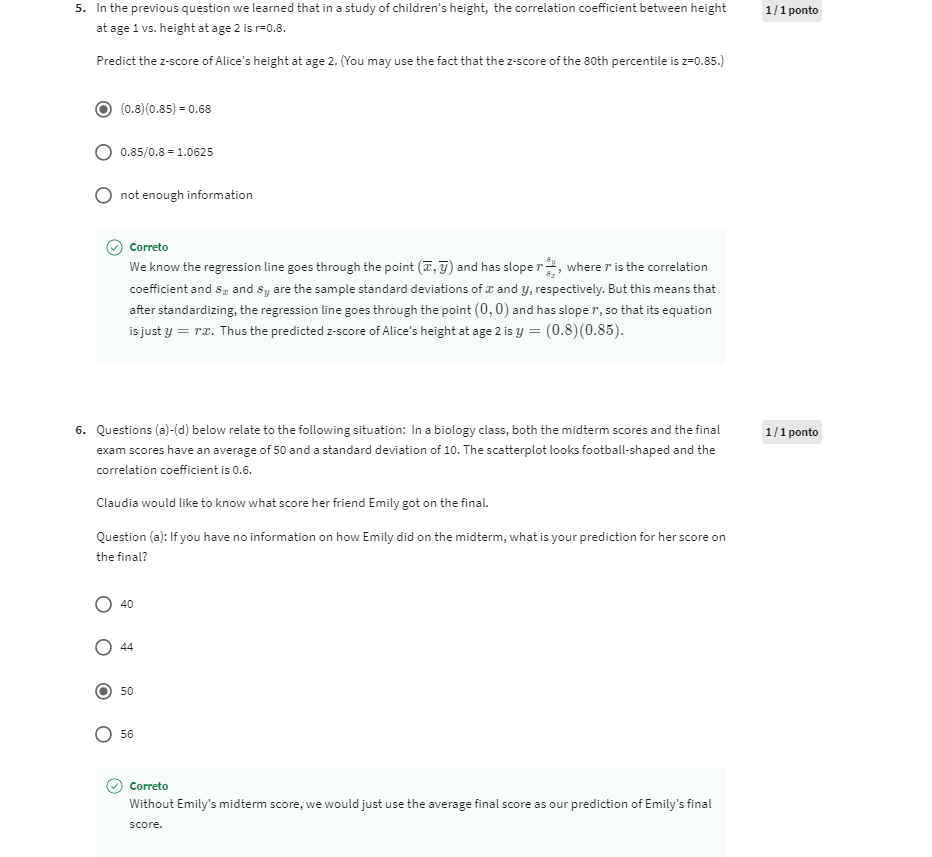 5. In the previous question we learned that in a study of children's height, the correlation coefficient between height
1 / 1 ponto
at age 1 vs. height at age 2 is r=0.8.
Predict the z-score of Alice's height at age 2. (You may use the fact that the z-score of the 80th percentile is z=0.85.)
(0.8)(0.85) = 0.68
0.85/0.8 = 1.0625
not enough information
Correto
We know the regression line goes through the point (x̅, y̅) and has slope r s_y/s_x, where r is the correlation
coefficient and s_x and s_y are the sample standard deviations of x and y, respectively. But this means that
after standardizing, the regression line goes through the point (0, 0) and has slope r, so that its equation
is just y = rx. Thus the predicted z-score of Alice's height at age 2 is y = (0.8)(0.85).
6. Questions (a)-(d) below relate to the following situation: In a biology class, both the midterm scores and the final
1 / 1 ponto
exam scores have an average of 50 and a standard deviation of 10. The scatterplot looks football-shaped and the
correlation coefficient is 0.6.
Claudia would like to know what score her friend Emily got on the final.
Question (a): If you have no information on how Emily did on the midterm, what is your prediction for her score on
the final?
40
44
50
56
Correto
Without Emily's midterm score, we would just use the average final score as our prediction of Emily's final
score.